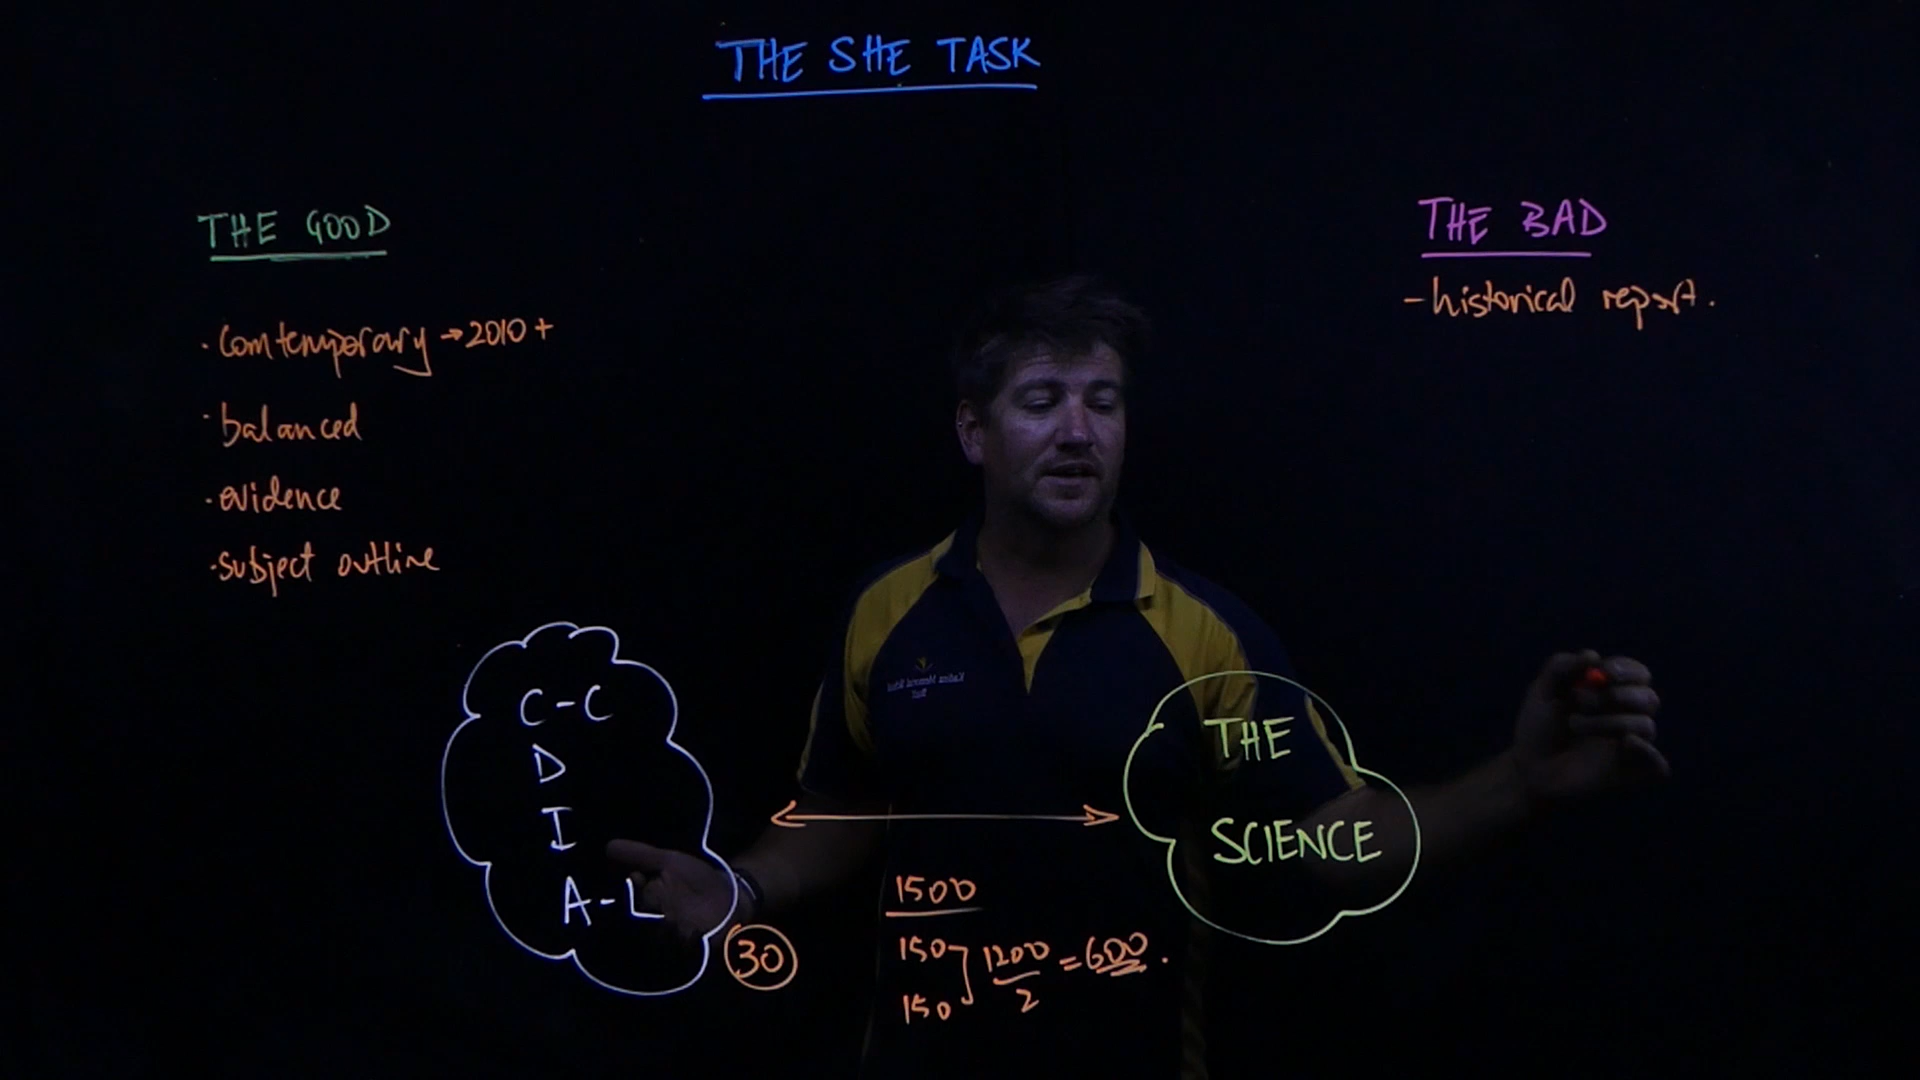 THE SHE TASK
THE GOOD
· Comtemporary → 2010 +
· balanced
· evidence
· subject outline
THE BAD
- historical report.
C - C
D
I
A - L
30
THE
SCIENCE
1500
150
150
1200
2
= 600.